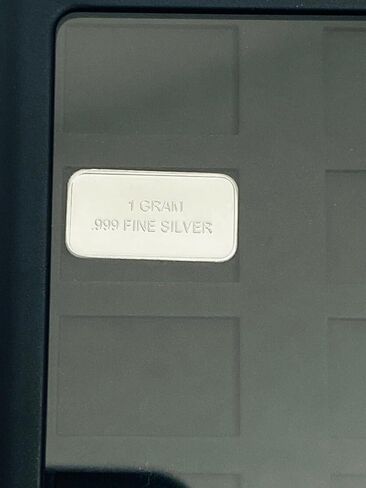 1 GRAM
.999 FINE SILVER